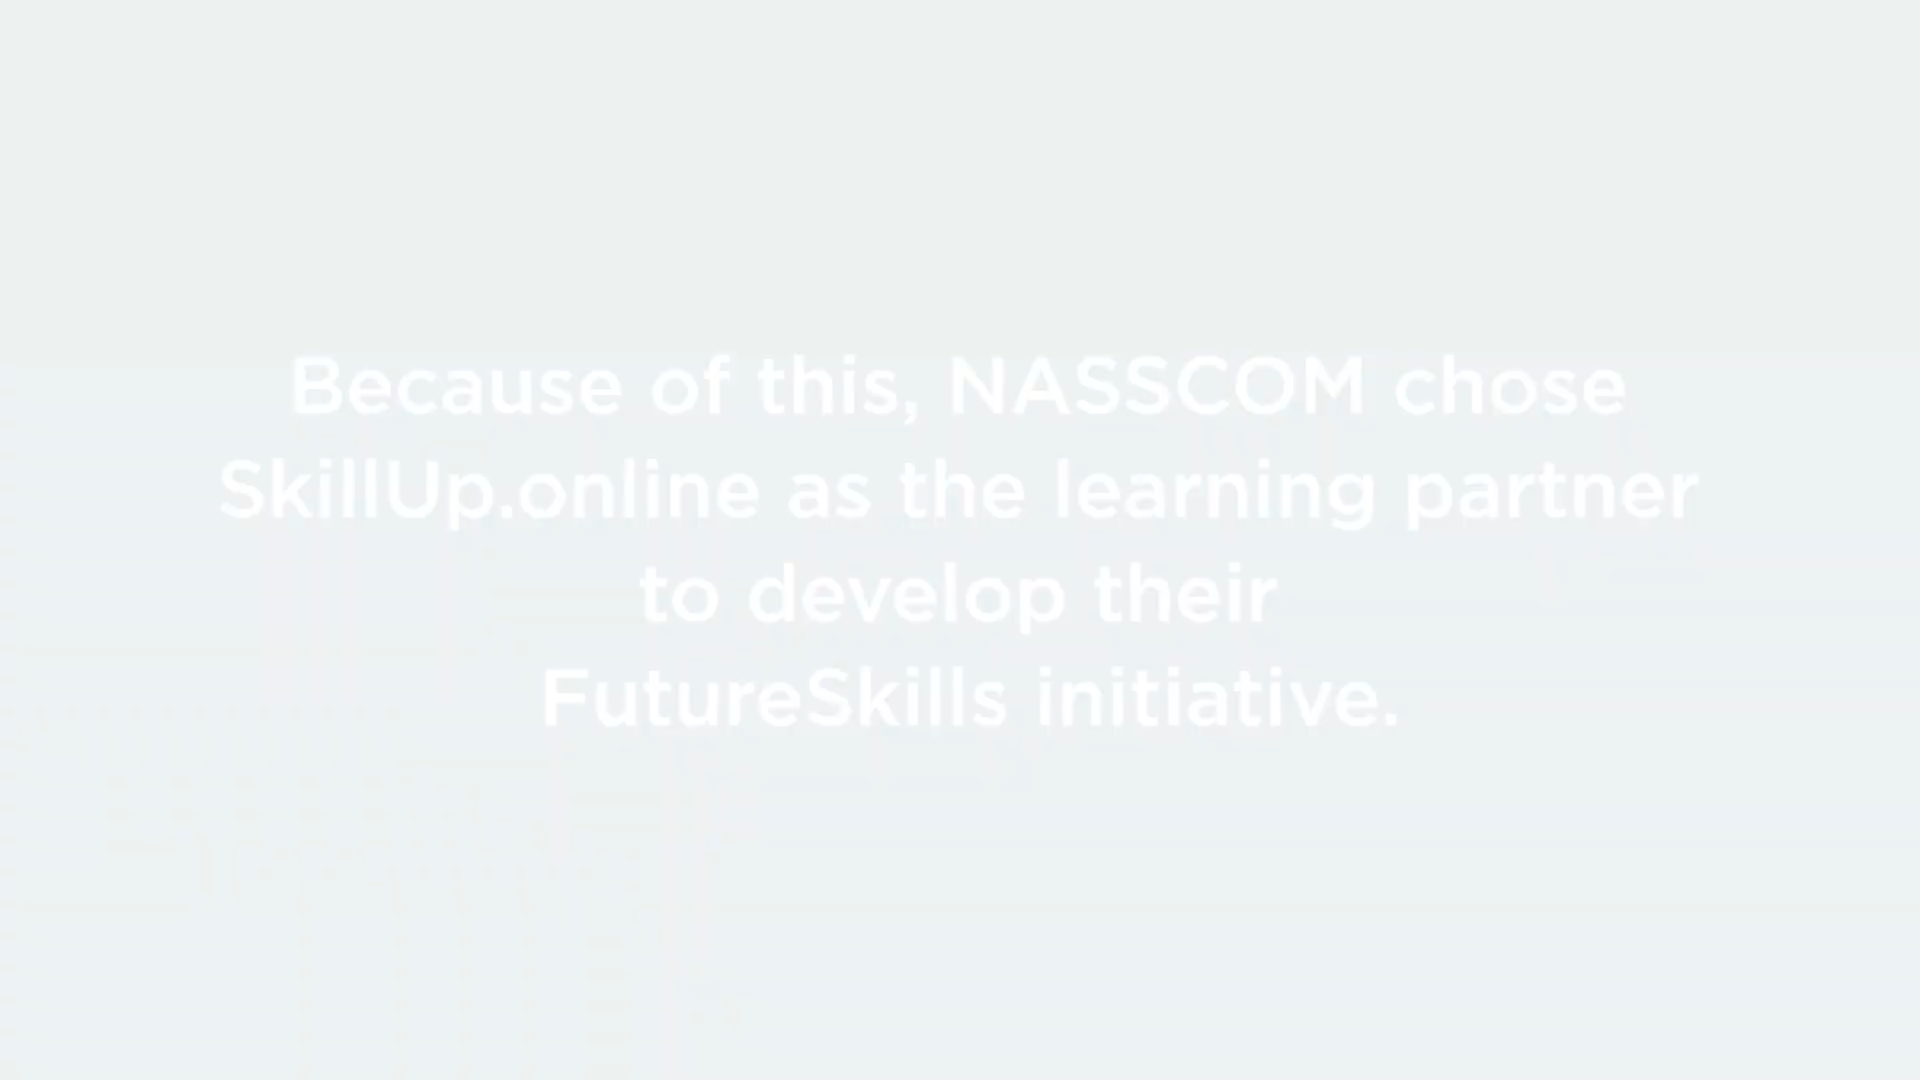 Because of this, NASSCOM chose
SkillUp.online as the learning partner
to develop their
FutureSkills initiative.